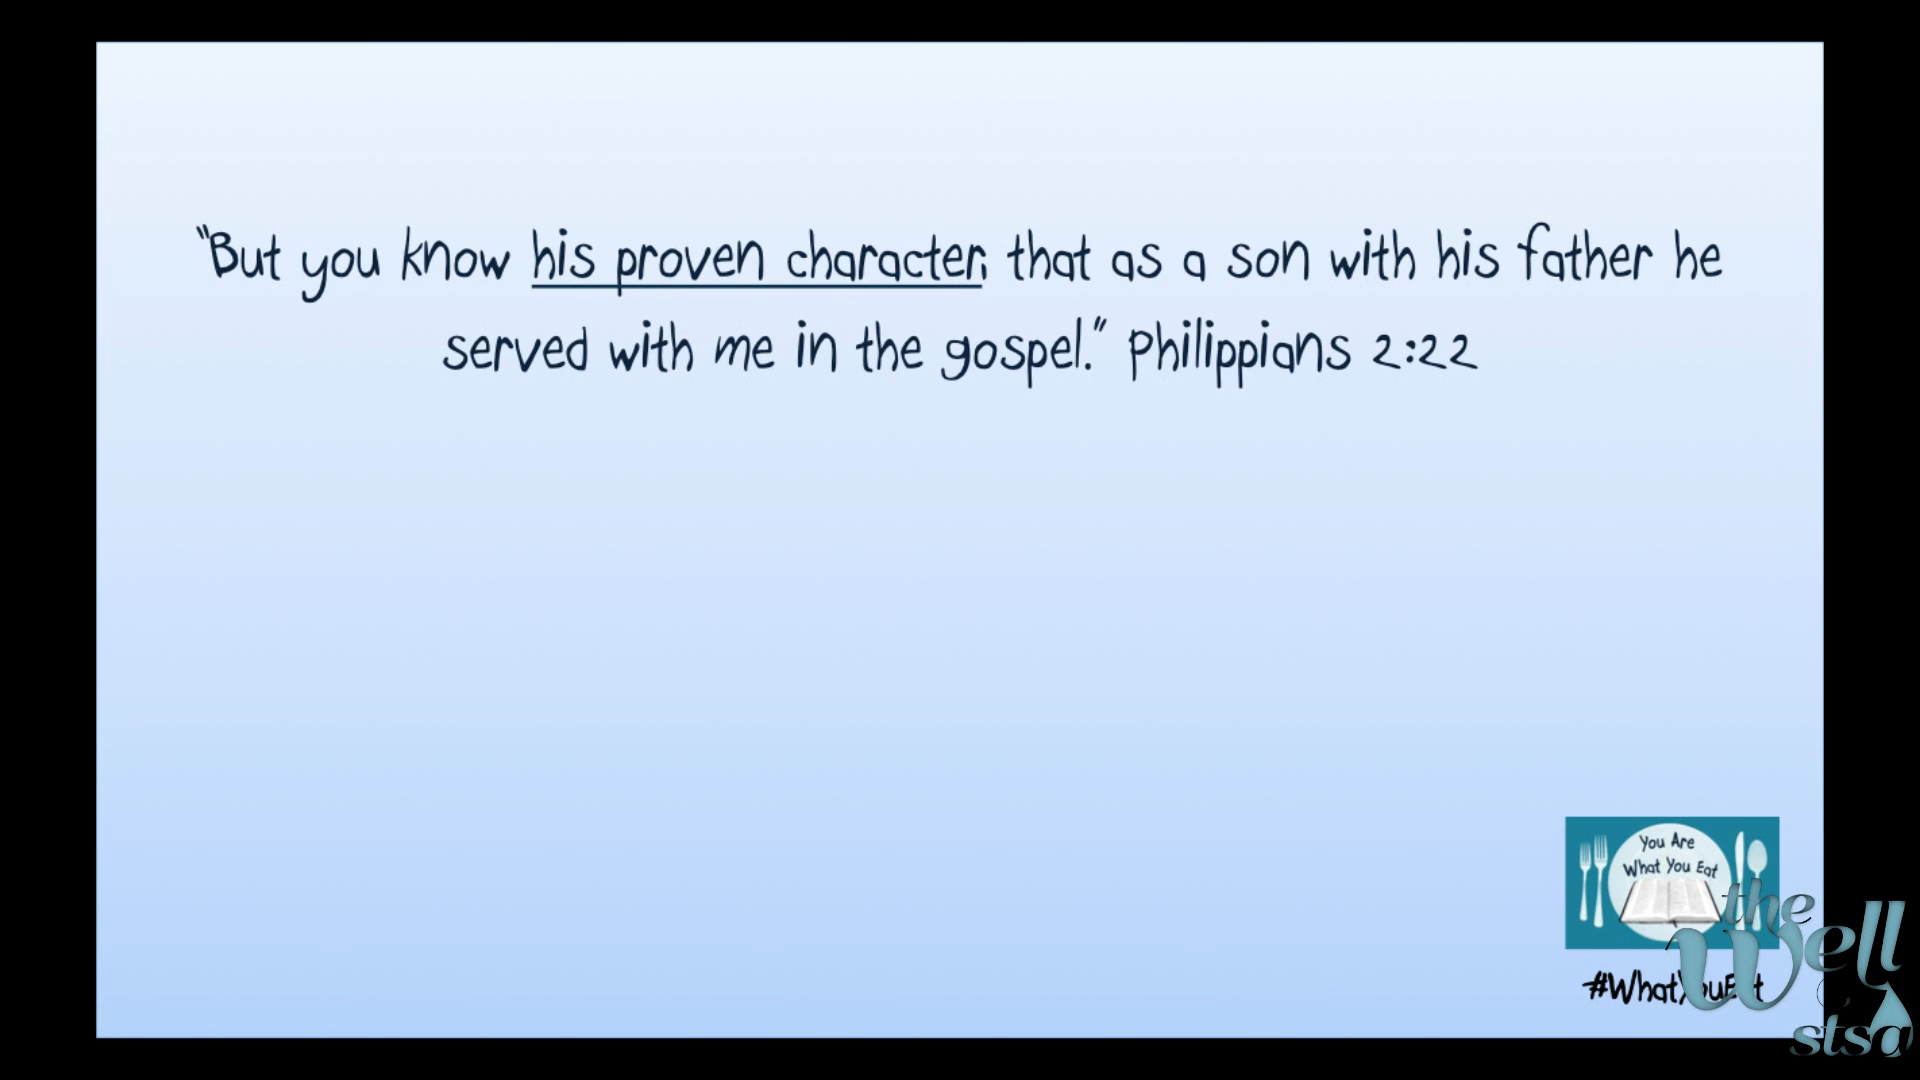 "But you know his proven character, that as a son with his father he
served with me in the gospel." Philippians 2:22
You Are
What You Eat
#WhatYouEat
the
Well
stsa